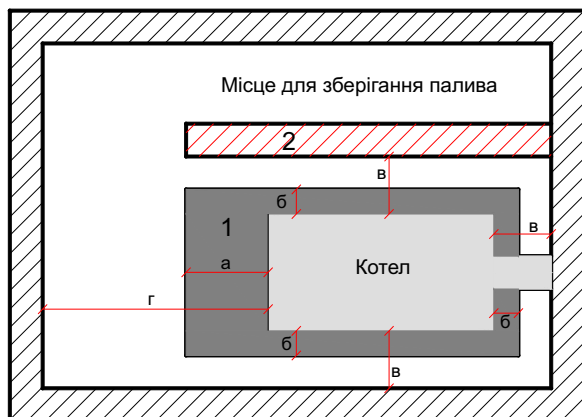 Місце для зберігання палива
2
в
б
1
в
а
Котел
г
б
б
в